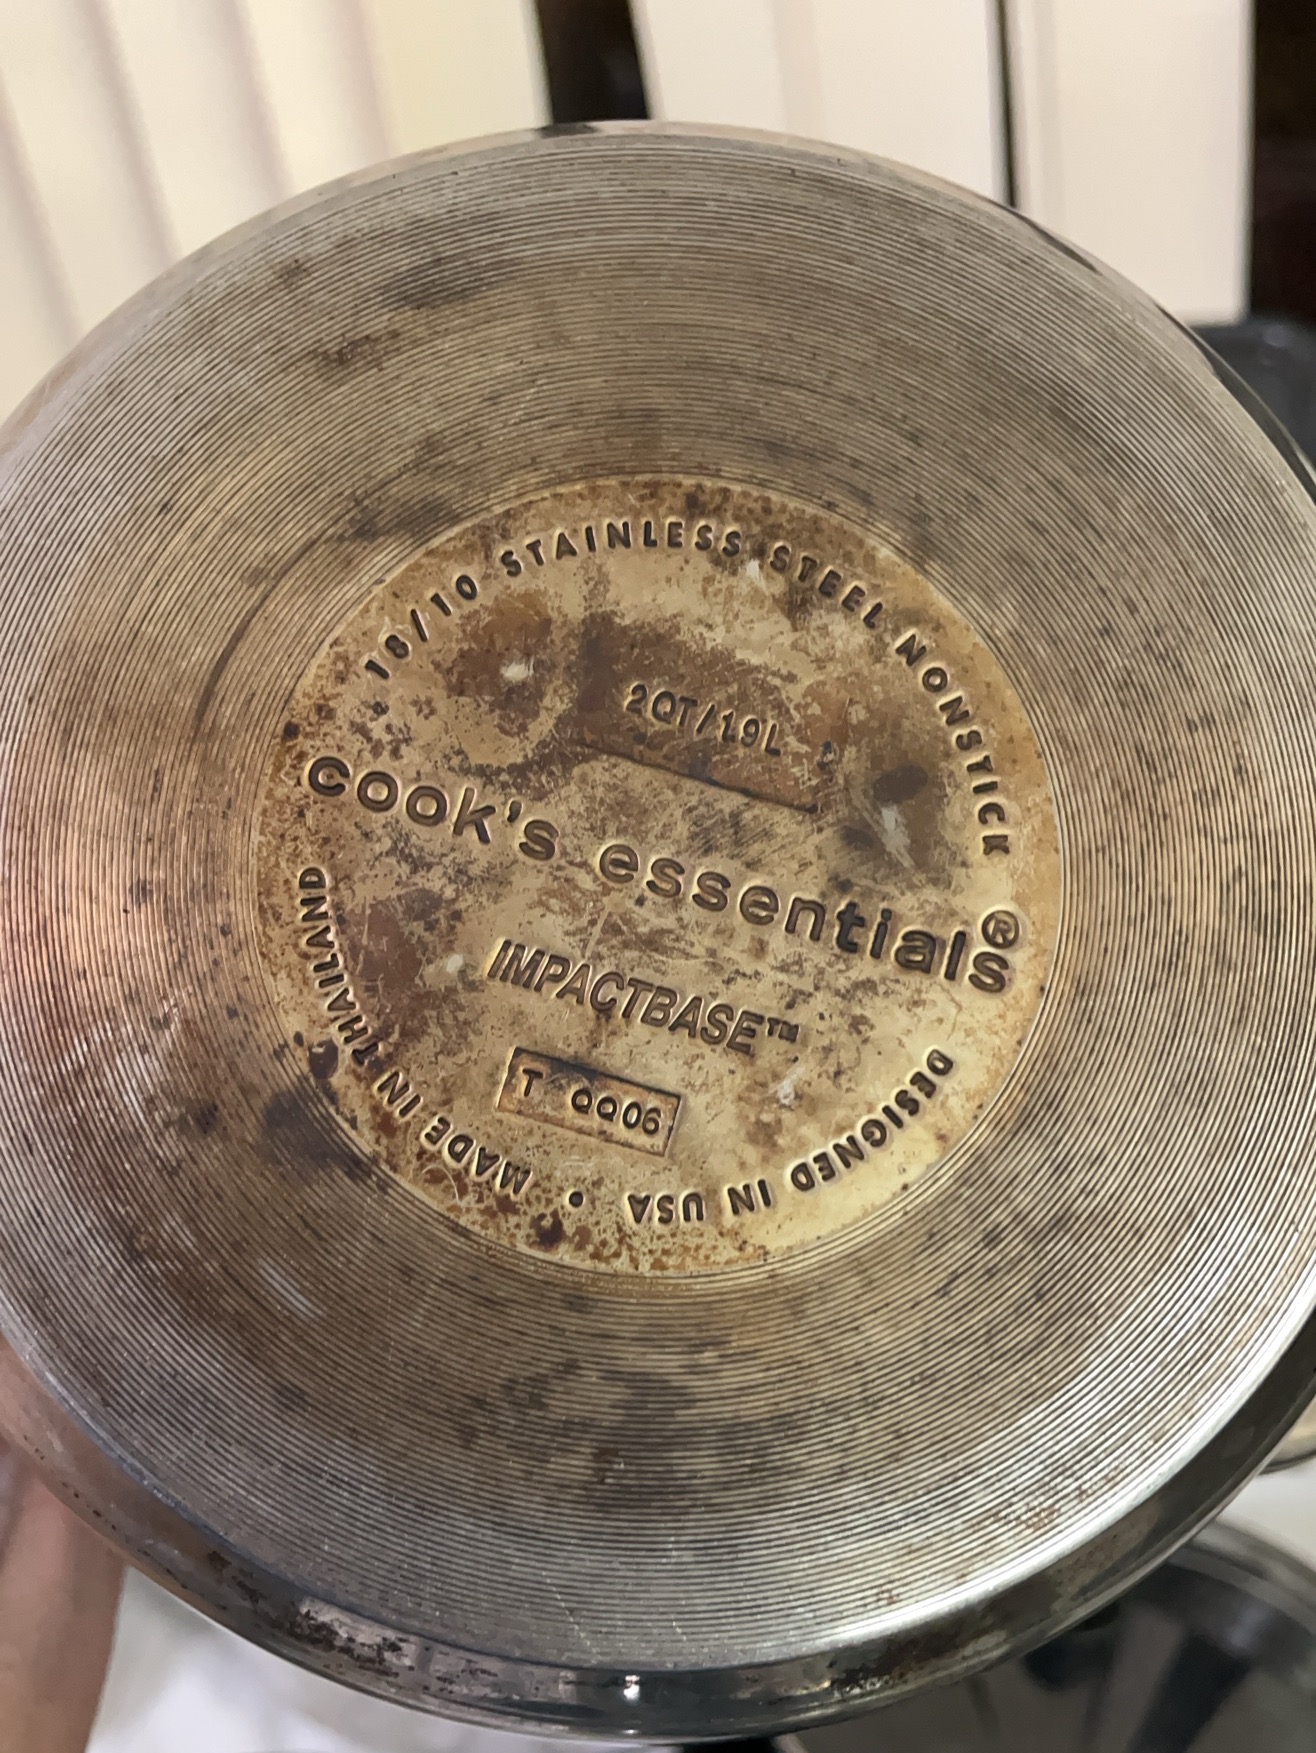 18/10 STAINLESS STEEL NONSTICK
2QT/1.9L
cook's essentials®
IMPACTBASE™
T QQ06
DESIGNED IN USA • MADE IN THAILAND